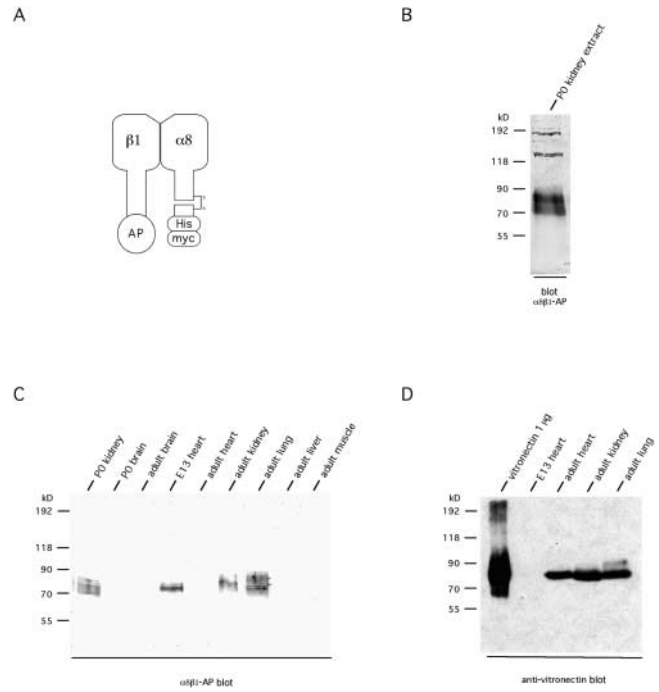 A
β1
α8
AP
His
myc
B
P0 kidney extract
kD
192
118
90
70
55
blot
α8β1-AP
C
P0 kidney
P0 brain
adult brain
E13 heart
adult heart
adult kidney
adult lung
adult liver
adult muscle
kD
192
118
90
70
55
α8β1-AP blot
D
vitronectin 1 µg
E13 heart
adult heart
adult kidney
adult lung
kD
192
118
90
70
55
anti-vitronectin blot